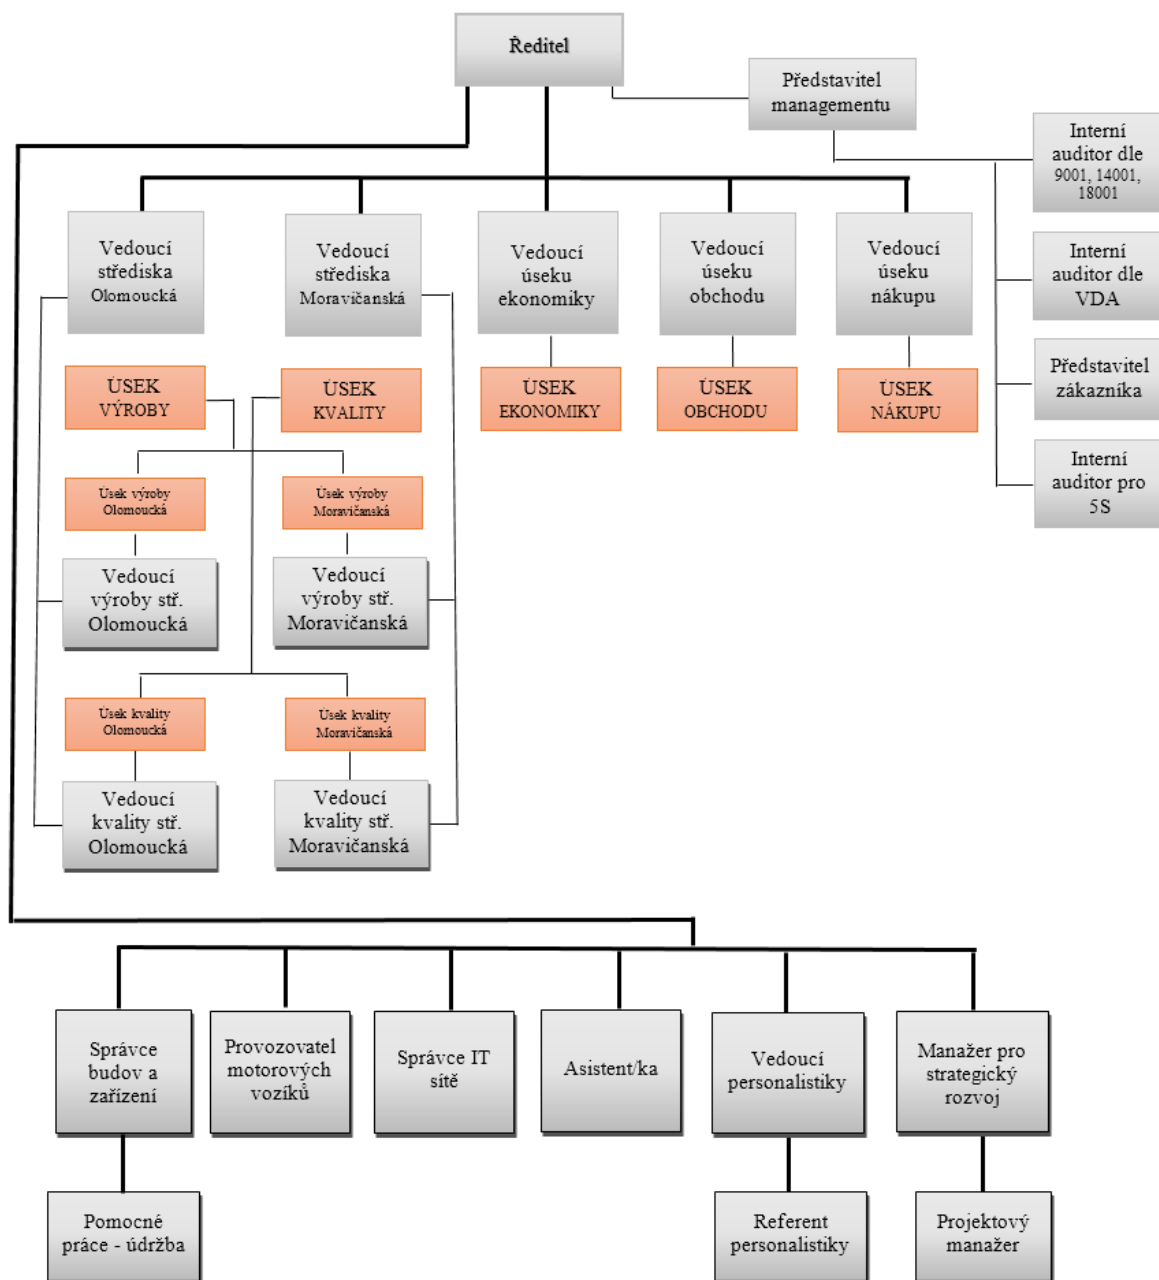 Ředitel
Představitel
managementu
Interní
auditor dle
9001, 14001,
18001
Vedoucí
střediska
Olomoucká
Vedoucí
střediska
Moravičanská
Vedoucí
úseku
ekonomiky
Vedoucí
úseku
obchodu
Vedoucí
úseku
nákupu
Interní
auditor dle
VDA
Představitel
zákazníka
Interní
auditor pro
5S
ÚSEK
VÝROBY
ÚSEK
KVALITY
ÚSEK
EKONOMIKY
ÚSEK
OBCHODU
ÚSEK
NÁKUPU
Úsek výroby
Olomoucká
Úsek výroby
Moravičanská
Vedoucí
výroby stř.
Olomoucká
Vedoucí
výroby stř.
Moravičanská
Úsek kvality
Olomoucká
Úsek kvality
Moravičanská
Vedoucí
kvality stř.
Olomoucká
Vedoucí
kvality stř.
Moravičanská
Správce
budov a
zařízení
Provozovatel
motorových
vozíků
Správce IT
sítě
Asistent/ka
Vedoucí
personalistiky
Manažer pro
strategický
rozvoj
Pomocné
práce - údržba
Referent
personalistiky
Projektový
manažer